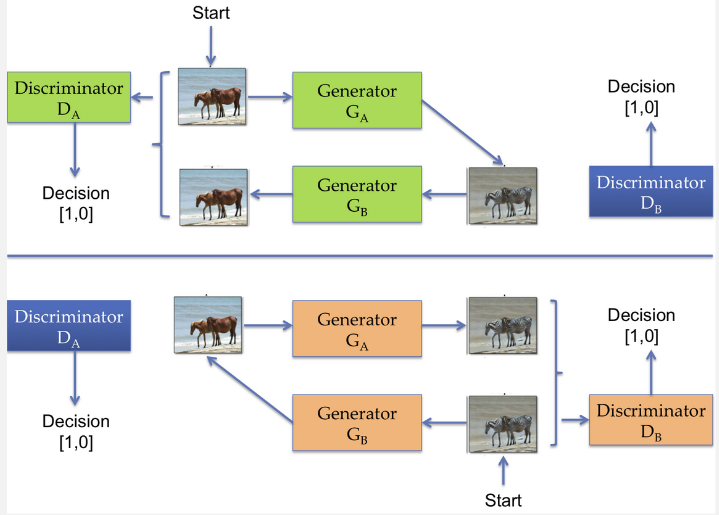 Start
Discriminator
D_A
Generator
G_A
Decision
[1,0]
Decision
[1,0]
Generator
G_B
Discriminator
D_B
Discriminator
D_A
Generator
G_A
Decision
[1,0]
Decision
[1,0]
Generator
G_B
Discriminator
D_B
Start